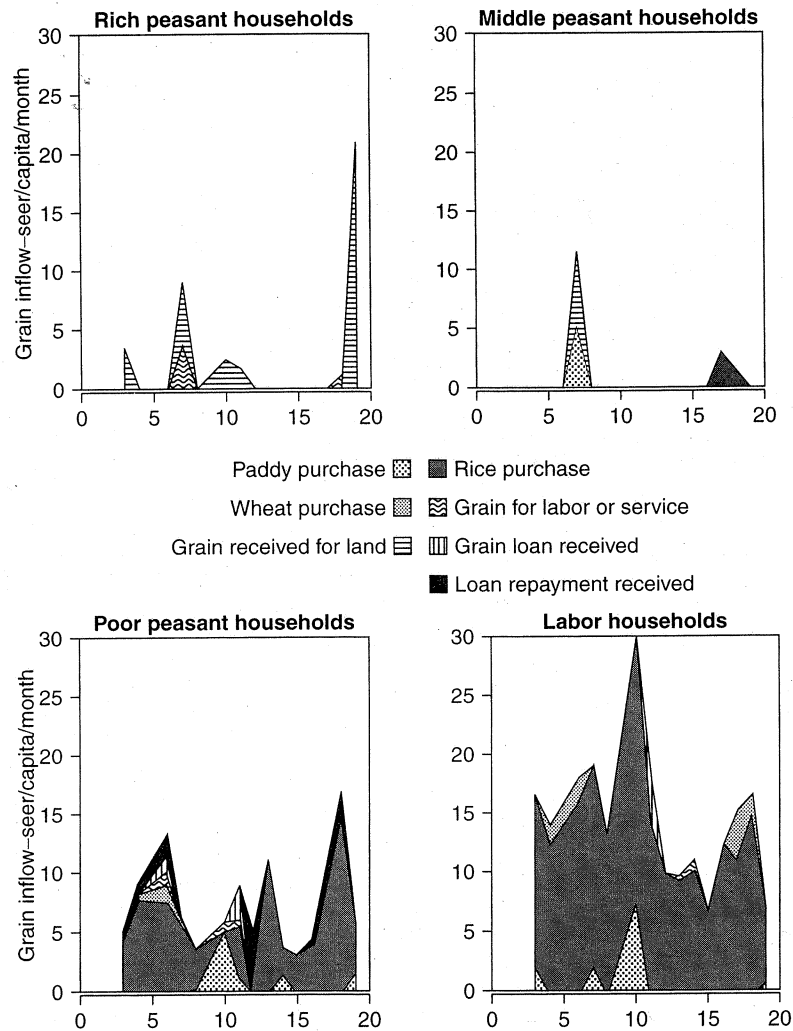 Rich peasant households
Middle peasant households
Grain inflow–seer/capita/month
30
25
20
15
10
5
0
0 5 10 15 20
30
25
20
15
10
5
0
0 5 10 15 20
Paddy purchase
Rice purchase
Wheat purchase
Grain for labor or service
Grain received for land
Grain loan received
Loan repayment received
Poor peasant households
Labor households
Grain inflow–seer/capita/month
30
25
20
15
10
5
0
0 5 10 15 20
30
25
20
15
10
5
0
0 5 10 15 20